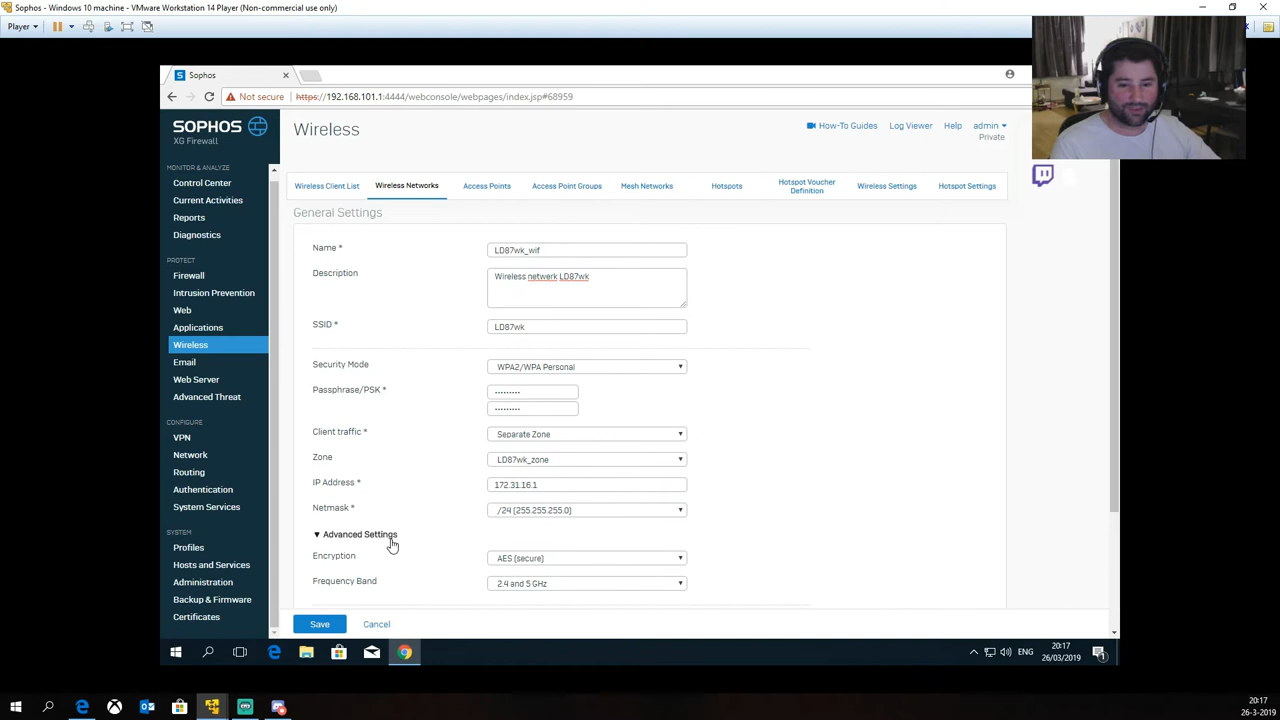 Sophos - Windows 10 machine - VMware Workstation 14 Player (Non-commercial use only)
Player
Sophos
Not secure https://192.168.101.1:4444/webconsole/webpages/index.jsp#68959
SOPHOS
XG Firewall
Wireless
How-To Guides Log Viewer Help admin
Private
MONITOR & ANALYZE
Control Center
Current Activities
Reports
Diagnostics
PROTECT
Firewall
Intrusion Prevention
Web
Applications
Wireless
Email
Web Server
Advanced Threat
CONFIGURE
VPN
Network
Routing
Authentication
System Services
SYSTEM
Profiles
Hosts and Services
Administration
Backup & Firmware
Certificates
Wireless Client List Wireless Networks Access Points Access Point Groups Mesh Networks Hotspots Hotspot Voucher Definition Wireless Settings Hotspot Settings
General Settings
Name * LD87wk_wif
Description Wireless netwerk LD87wk
SSID * LD87wk
Security Mode WPA2/WPA Personal
Passphrase/PSK * ·········
·········
Client traffic * Separate Zone
Zone LD87wk_zone
IP Address * 172.31.16.1
Netmask * /24 (255.255.255.0)
▼ Advanced Settings
Encryption AES (secure)
Frequency Band 2.4 and 5 GHz
Save Cancel
ENG 20:17
26/03/2019
20:17
26-3-2019